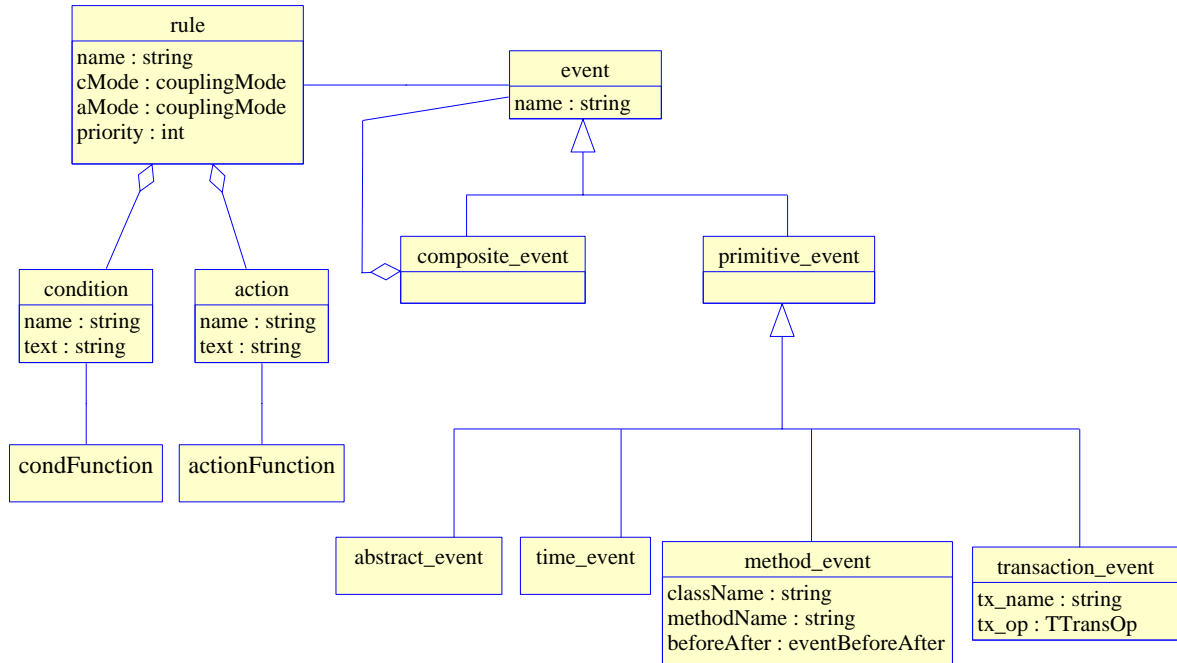 rule
name : string
cMode : couplingMode
aMode : couplingMode
priority : int
event
name : string
composite_event
primitive_event
condition
name : string
text : string
action
name : string
text : string
condFunction
actionFunction
abstract_event
time_event
method_event
className : string
methodName : string
beforeAfter : eventBeforeAfter
transaction_event
tx_name : string
tx_op : TTransOp